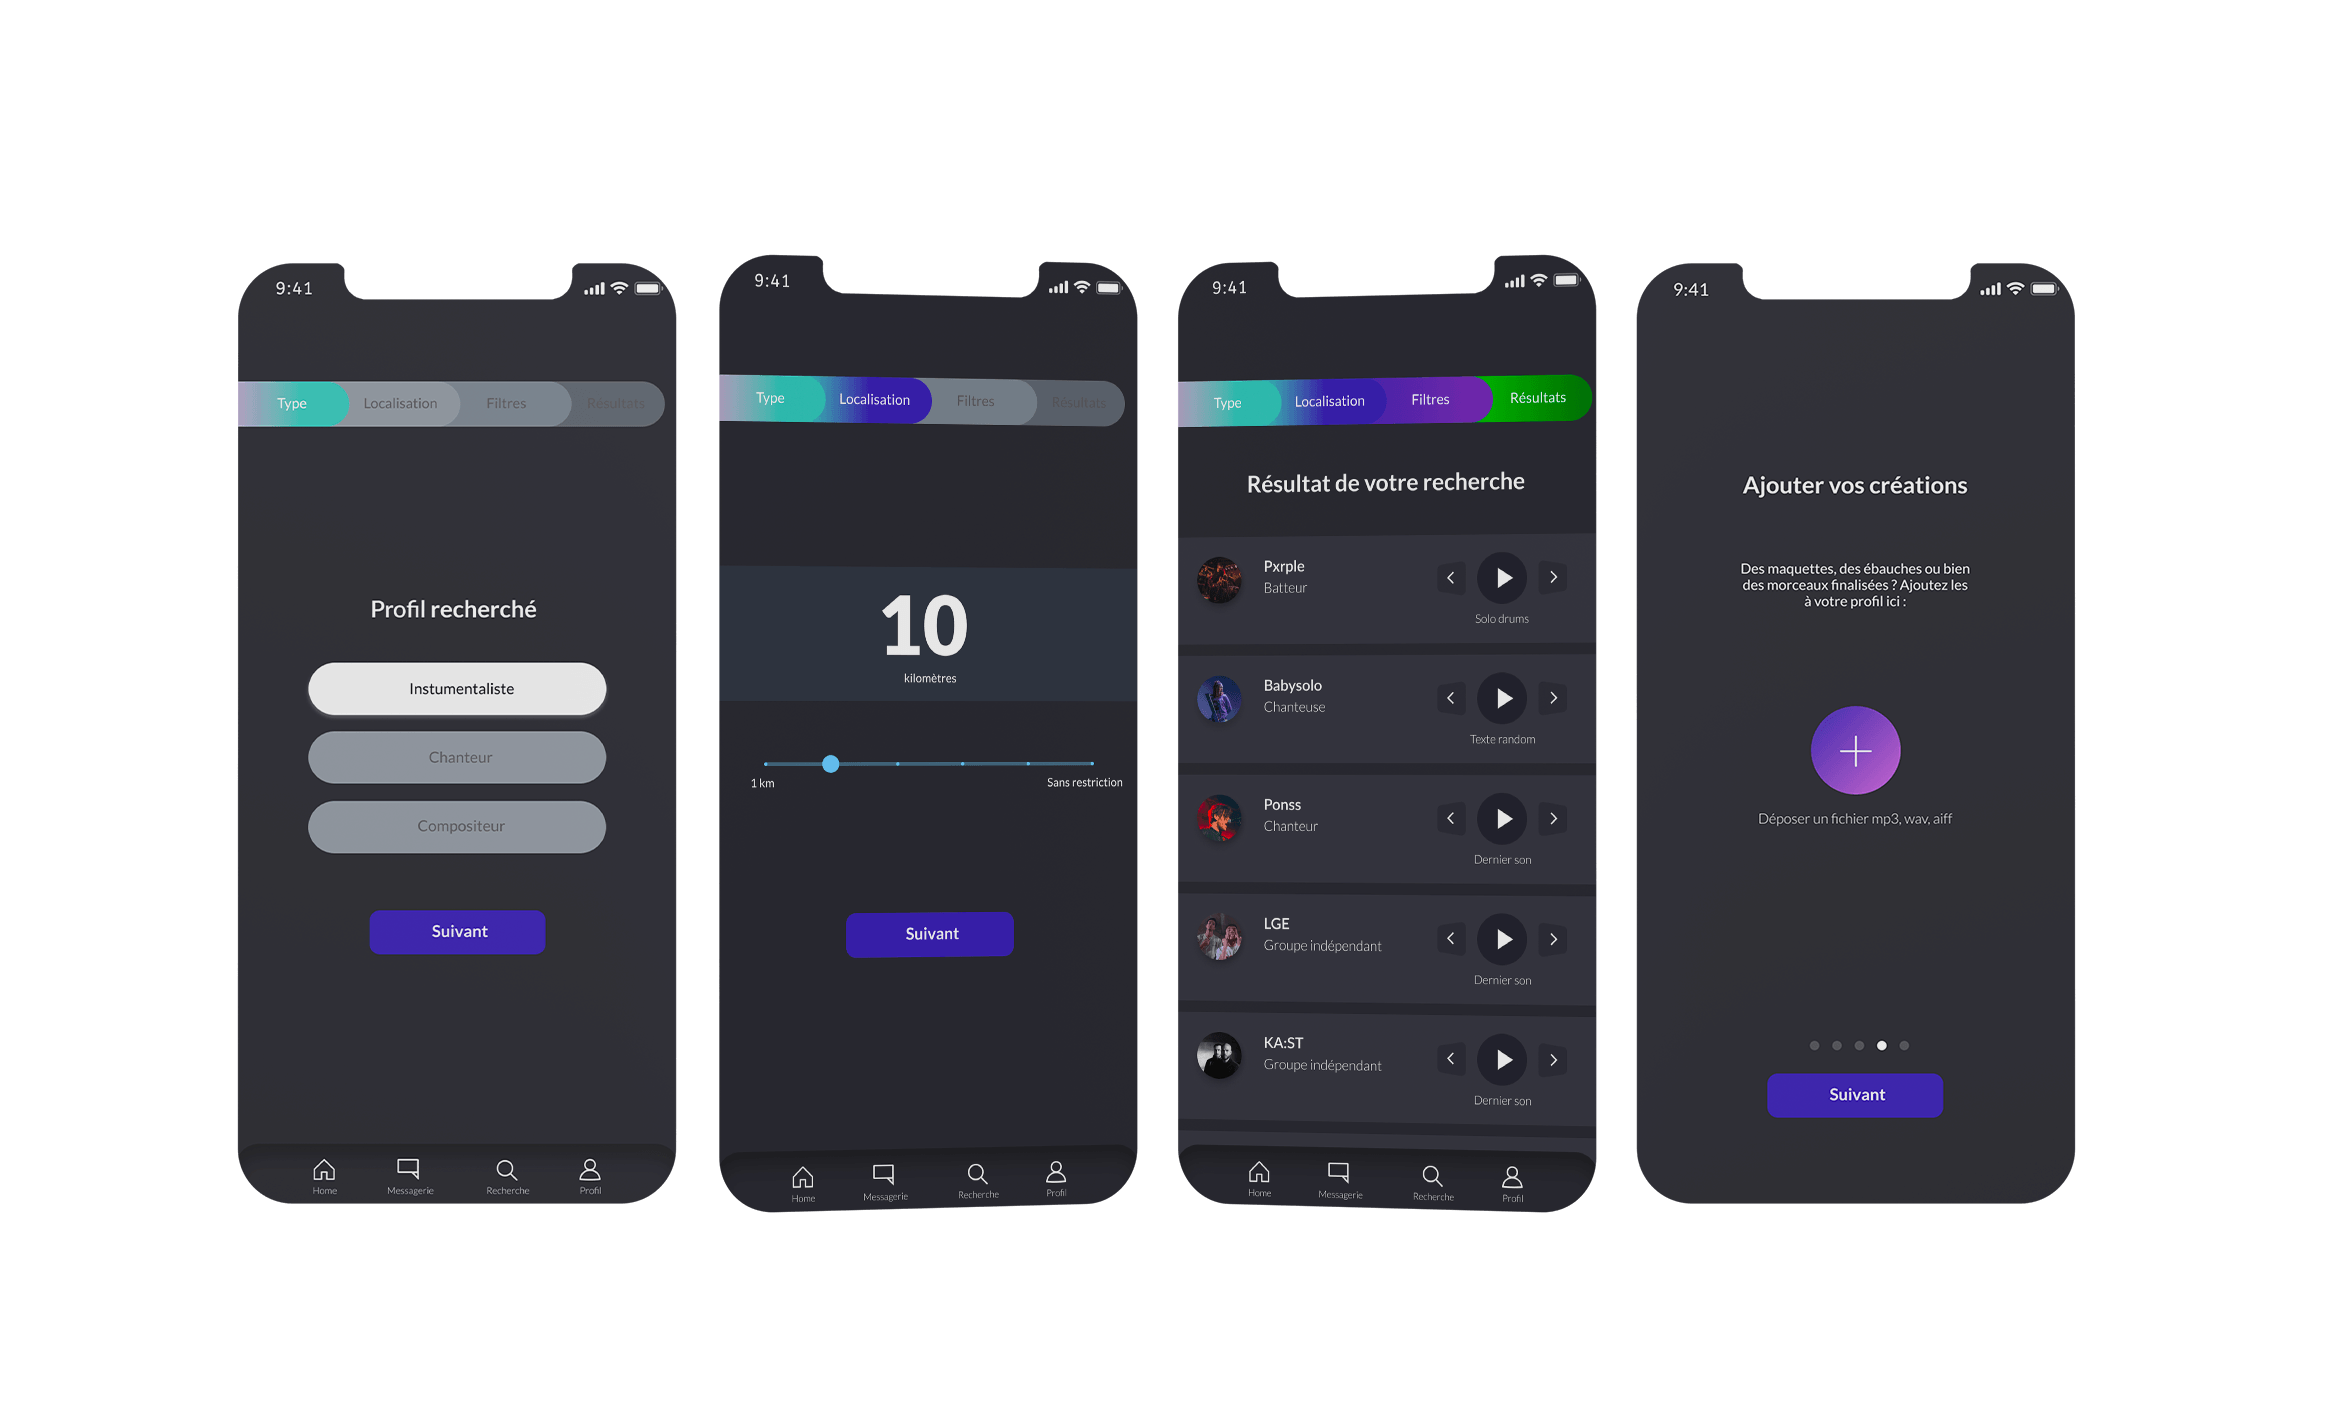 9:41
Type
Localisation
Filtres
Résultats
Profil recherché
Instumentaliste
Chanteur
Compositeur
Suivant
Home
Messagerie
Recherche
Profil
9:41
Type
Localisation
Filtres
Résultats
10
kilomètres
1 km
Sans restriction
Suivant
Home
Messagerie
Recherche
Profil
9:41
Type
Localisation
Filtres
Résultats
Résultat de votre recherche
Pxrple
Batteur
Solo drums
Babysolo
Chanteuse
Texte random
Ponss
Chanteur
Dernier son
LGE
Groupe indépendant
Dernier son
KA:ST
Groupe indépendant
Dernier son
Home
Messagerie
Recherche
Profil
9:41
Ajouter vos créations
Des maquettes, des ébauches ou bien
des morceaux finalisées ? Ajoutez les
à votre profil ici :
Déposer un fichier mp3, wav, aiff
Suivant